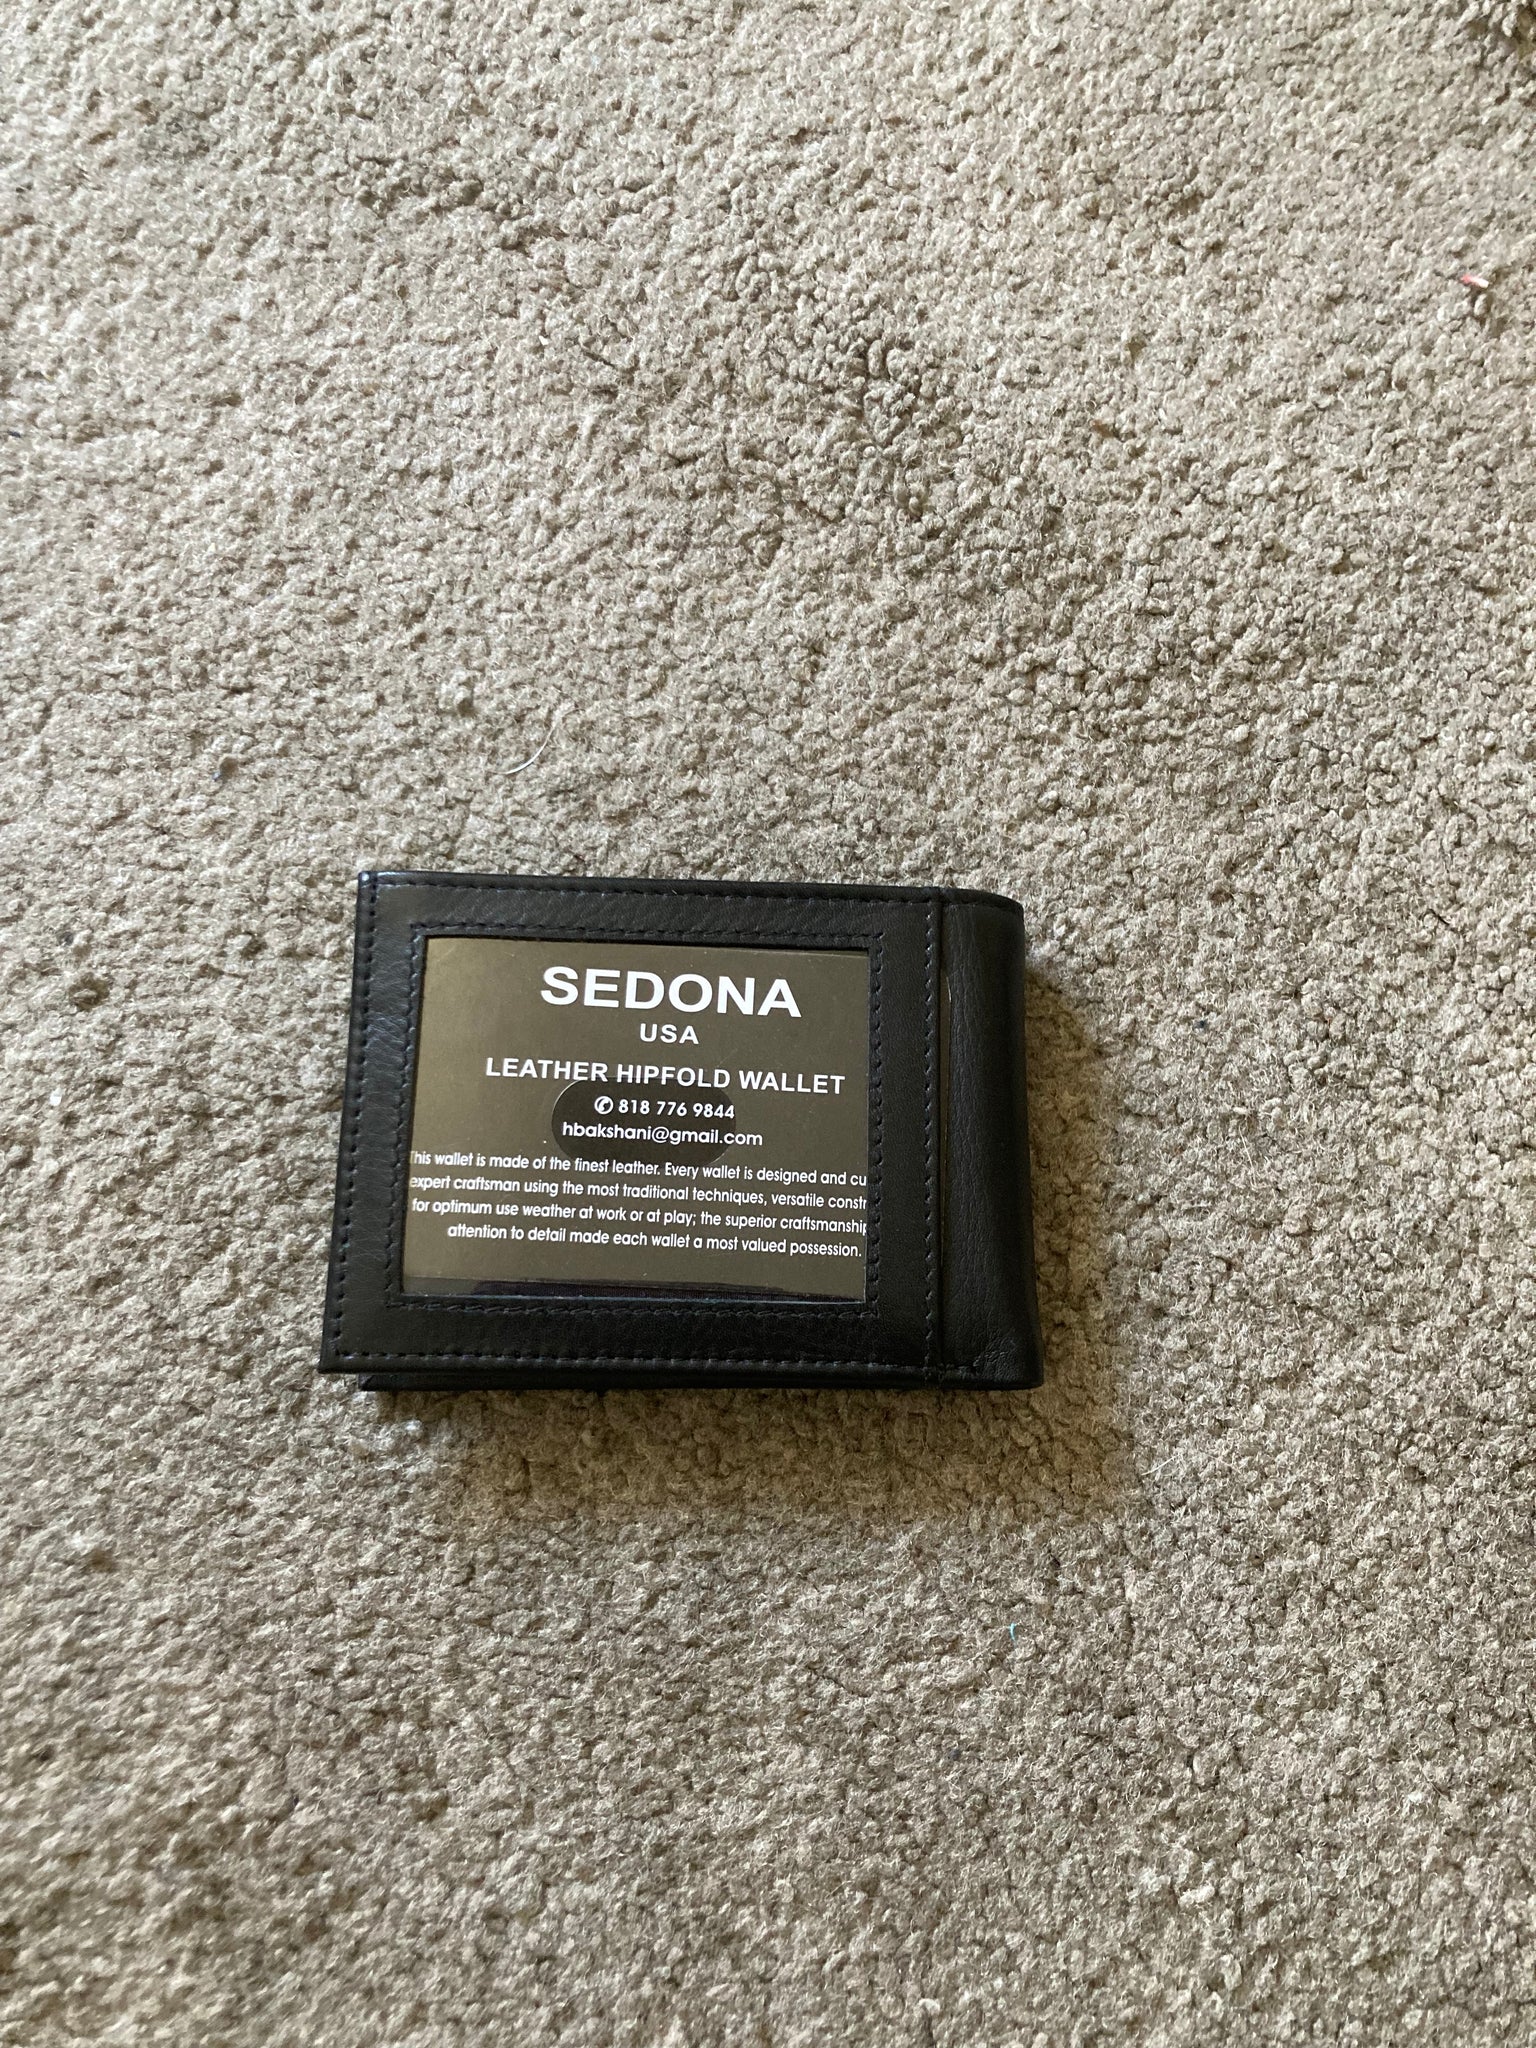 SEDONA
USA
LEATHER HIPFOLD WALLET
✆ 818 776 9844
hbakshani@gmail.com
his wallet is made of the finest leather. Every wallet is designed and cu
expert craftsman using the most traditional techniques, versatile constr
for optimum use weather at work or at play; the superior craftsmanship
attention to detail made each wallet a most valued possession.